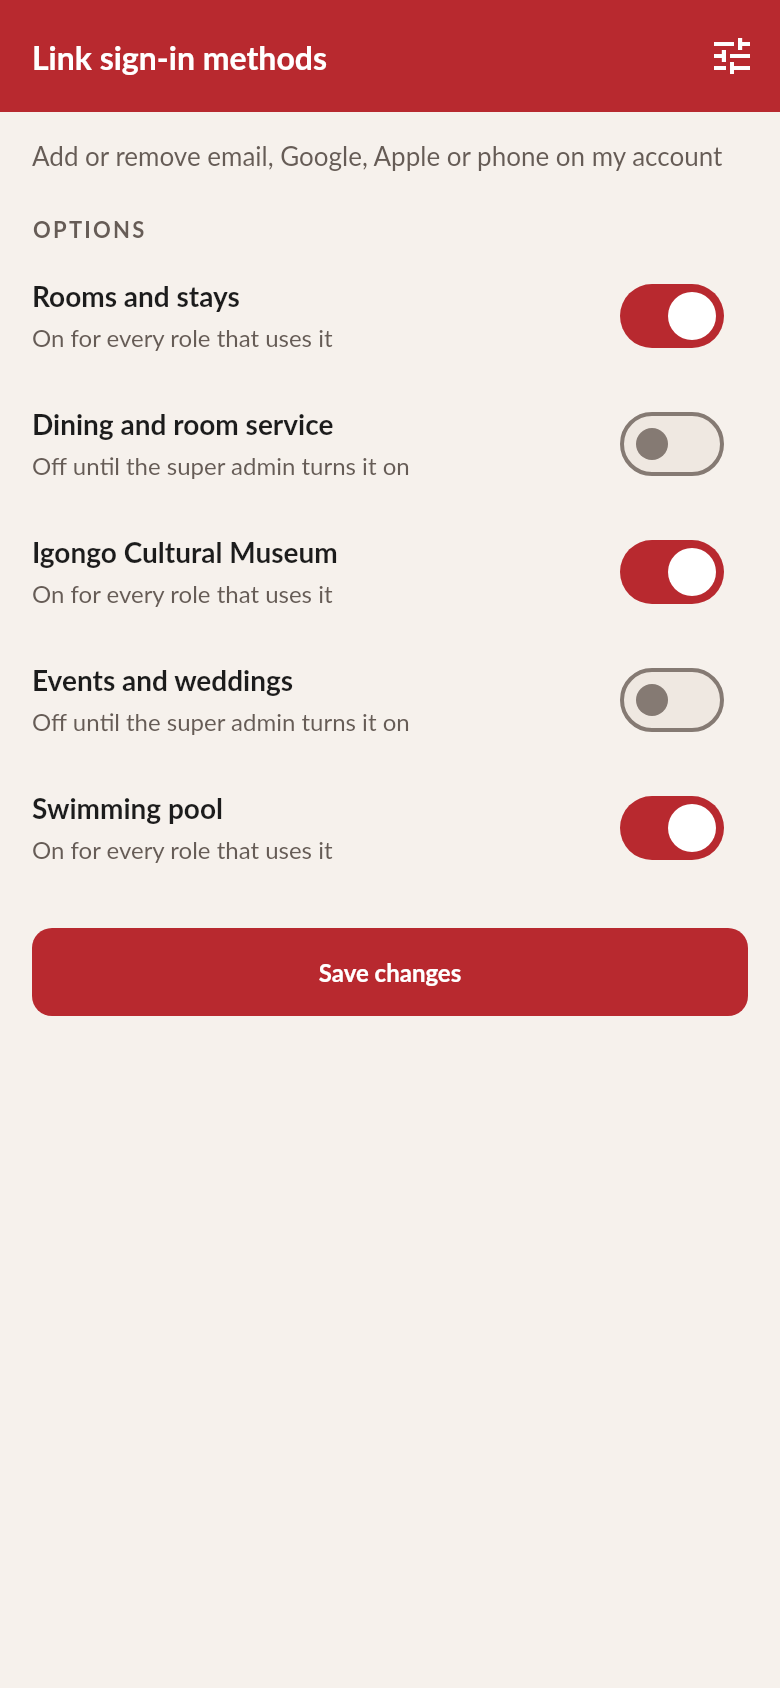 Link sign-in methods
Add or remove email, Google, Apple or phone on my account
OPTIONS
Rooms and stays
On for every role that uses it
Dining and room service
Off until the super admin turns it on
Igongo Cultural Museum
On for every role that uses it
Events and weddings
Off until the super admin turns it on
Swimming pool
On for every role that uses it
Save changes